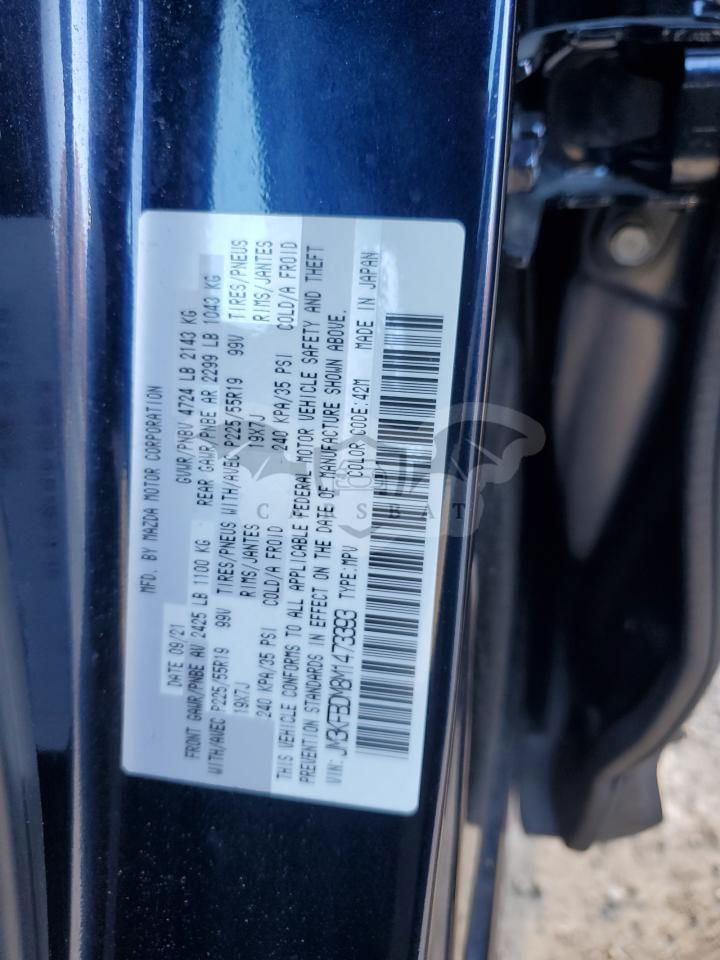 MFD. BY MAZDA MOTOR CORPORATION
DATE 09/21 GVWR/PNBV 4724 LB 2143 KG
FRONT GAWR/PNBE AV 2425 LB 1100 KG REAR GAWR/PNBE AR 2299 LB 1043 KG
WITH/AVEC P225/55R19 99V TIRES/PNEUS WITH/AVEC P225/55R19 99V TIRES/PNEUS
19X7J RIMS/JANTES 19X7J RIMS/JANTES
240 KPA/35 PSI COLD/A FROID 240 KPA/35 PSI COLD/A FROID
THIS VEHICLE CONFORMS TO ALL APPLICABLE FEDERAL MOTOR VEHICLE SAFETY AND THEFT
PREVENTION STANDARDS IN EFFECT ON THE DATE OF MANUFACTURE SHOWN ABOVE.
VIN: JM3KFBDM8M1473393 TYPE:MPV COLOR CODE:42M MADE IN JAPAN
CARSBAT